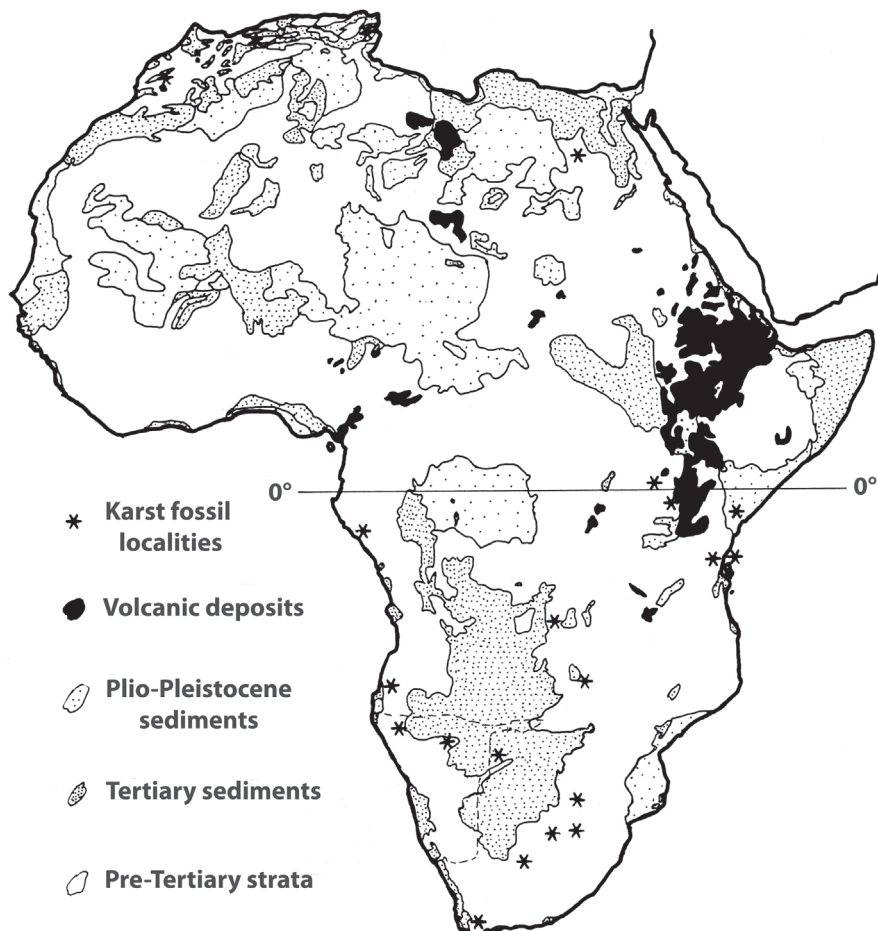 0°
0°
Karst fossil
localities
Volcanic deposits
Plio-Pleistocene
sediments
Tertiary sediments
Pre-Tertiary strata